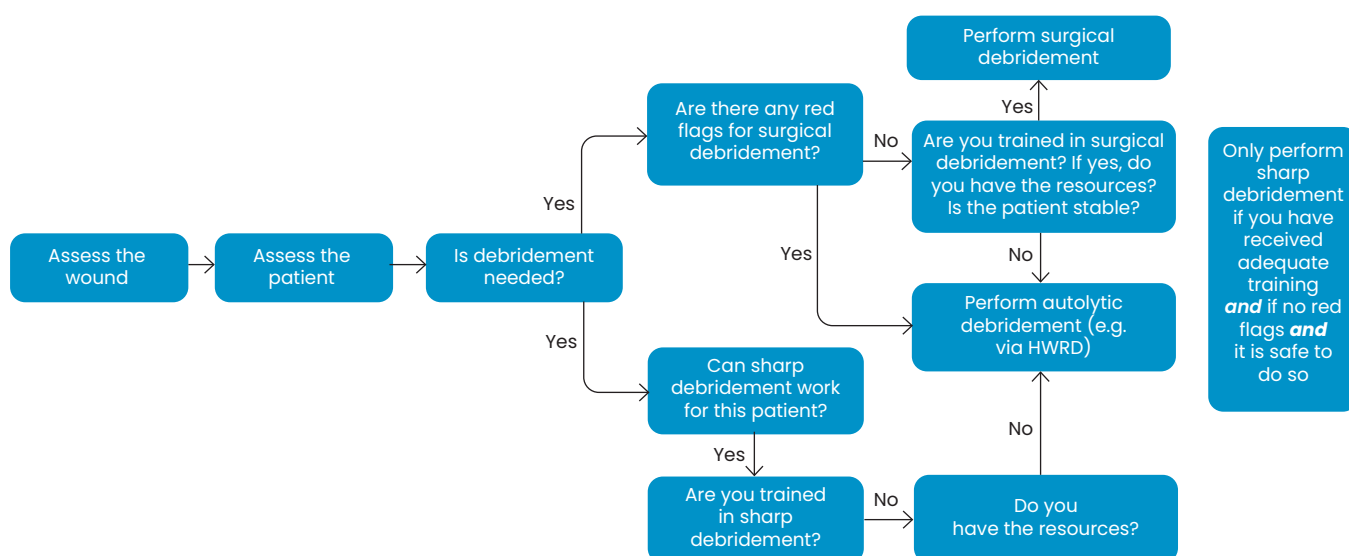 Assess the
wound
Assess the
patient
Is debridement
needed?
Yes
Yes
Are there any red
flags for surgical
debridement?
No
Yes
Perform surgical
debridement
Yes
Are you trained in surgical
debridement? If yes, do
you have the resources?
Is the patient stable?
No
Perform autolytic
debridement (e.g.
via HWRD)
Can sharp
debridement work
for this patient?
Yes
Are you trained
in sharp
debridement?
No
Do you
have the resources?
No
Only perform
sharp
debridement
if you have
received
adequate
training
and if no red
flags and
it is safe to
do so